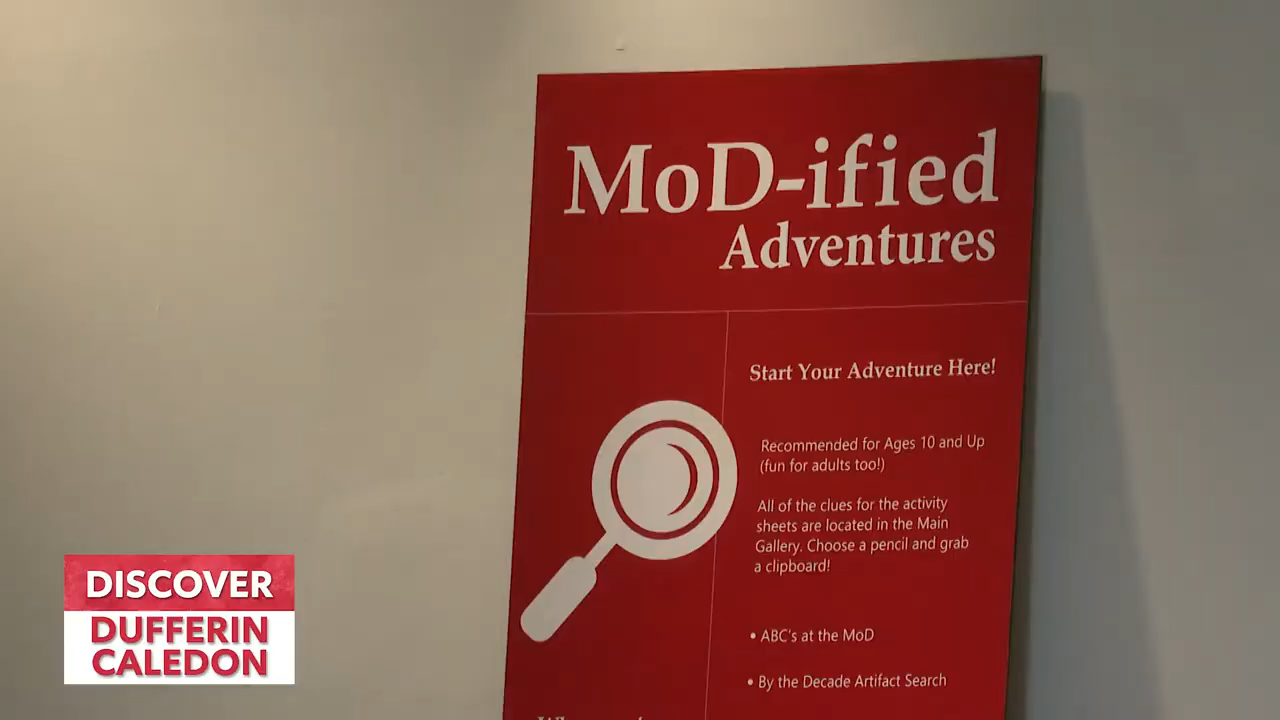 MoD-ified
Adventures
Start Your Adventure Here!
Recommended for Ages 10 and Up
(fun for adults too!)
All of the clues for the activity
sheets are located in the Main
Gallery. Choose a pencil and grab
a clipboard!
• ABC's at the MoD
• By the Decade Artifact Search
DISCOVER
DUFFERIN
CALEDON